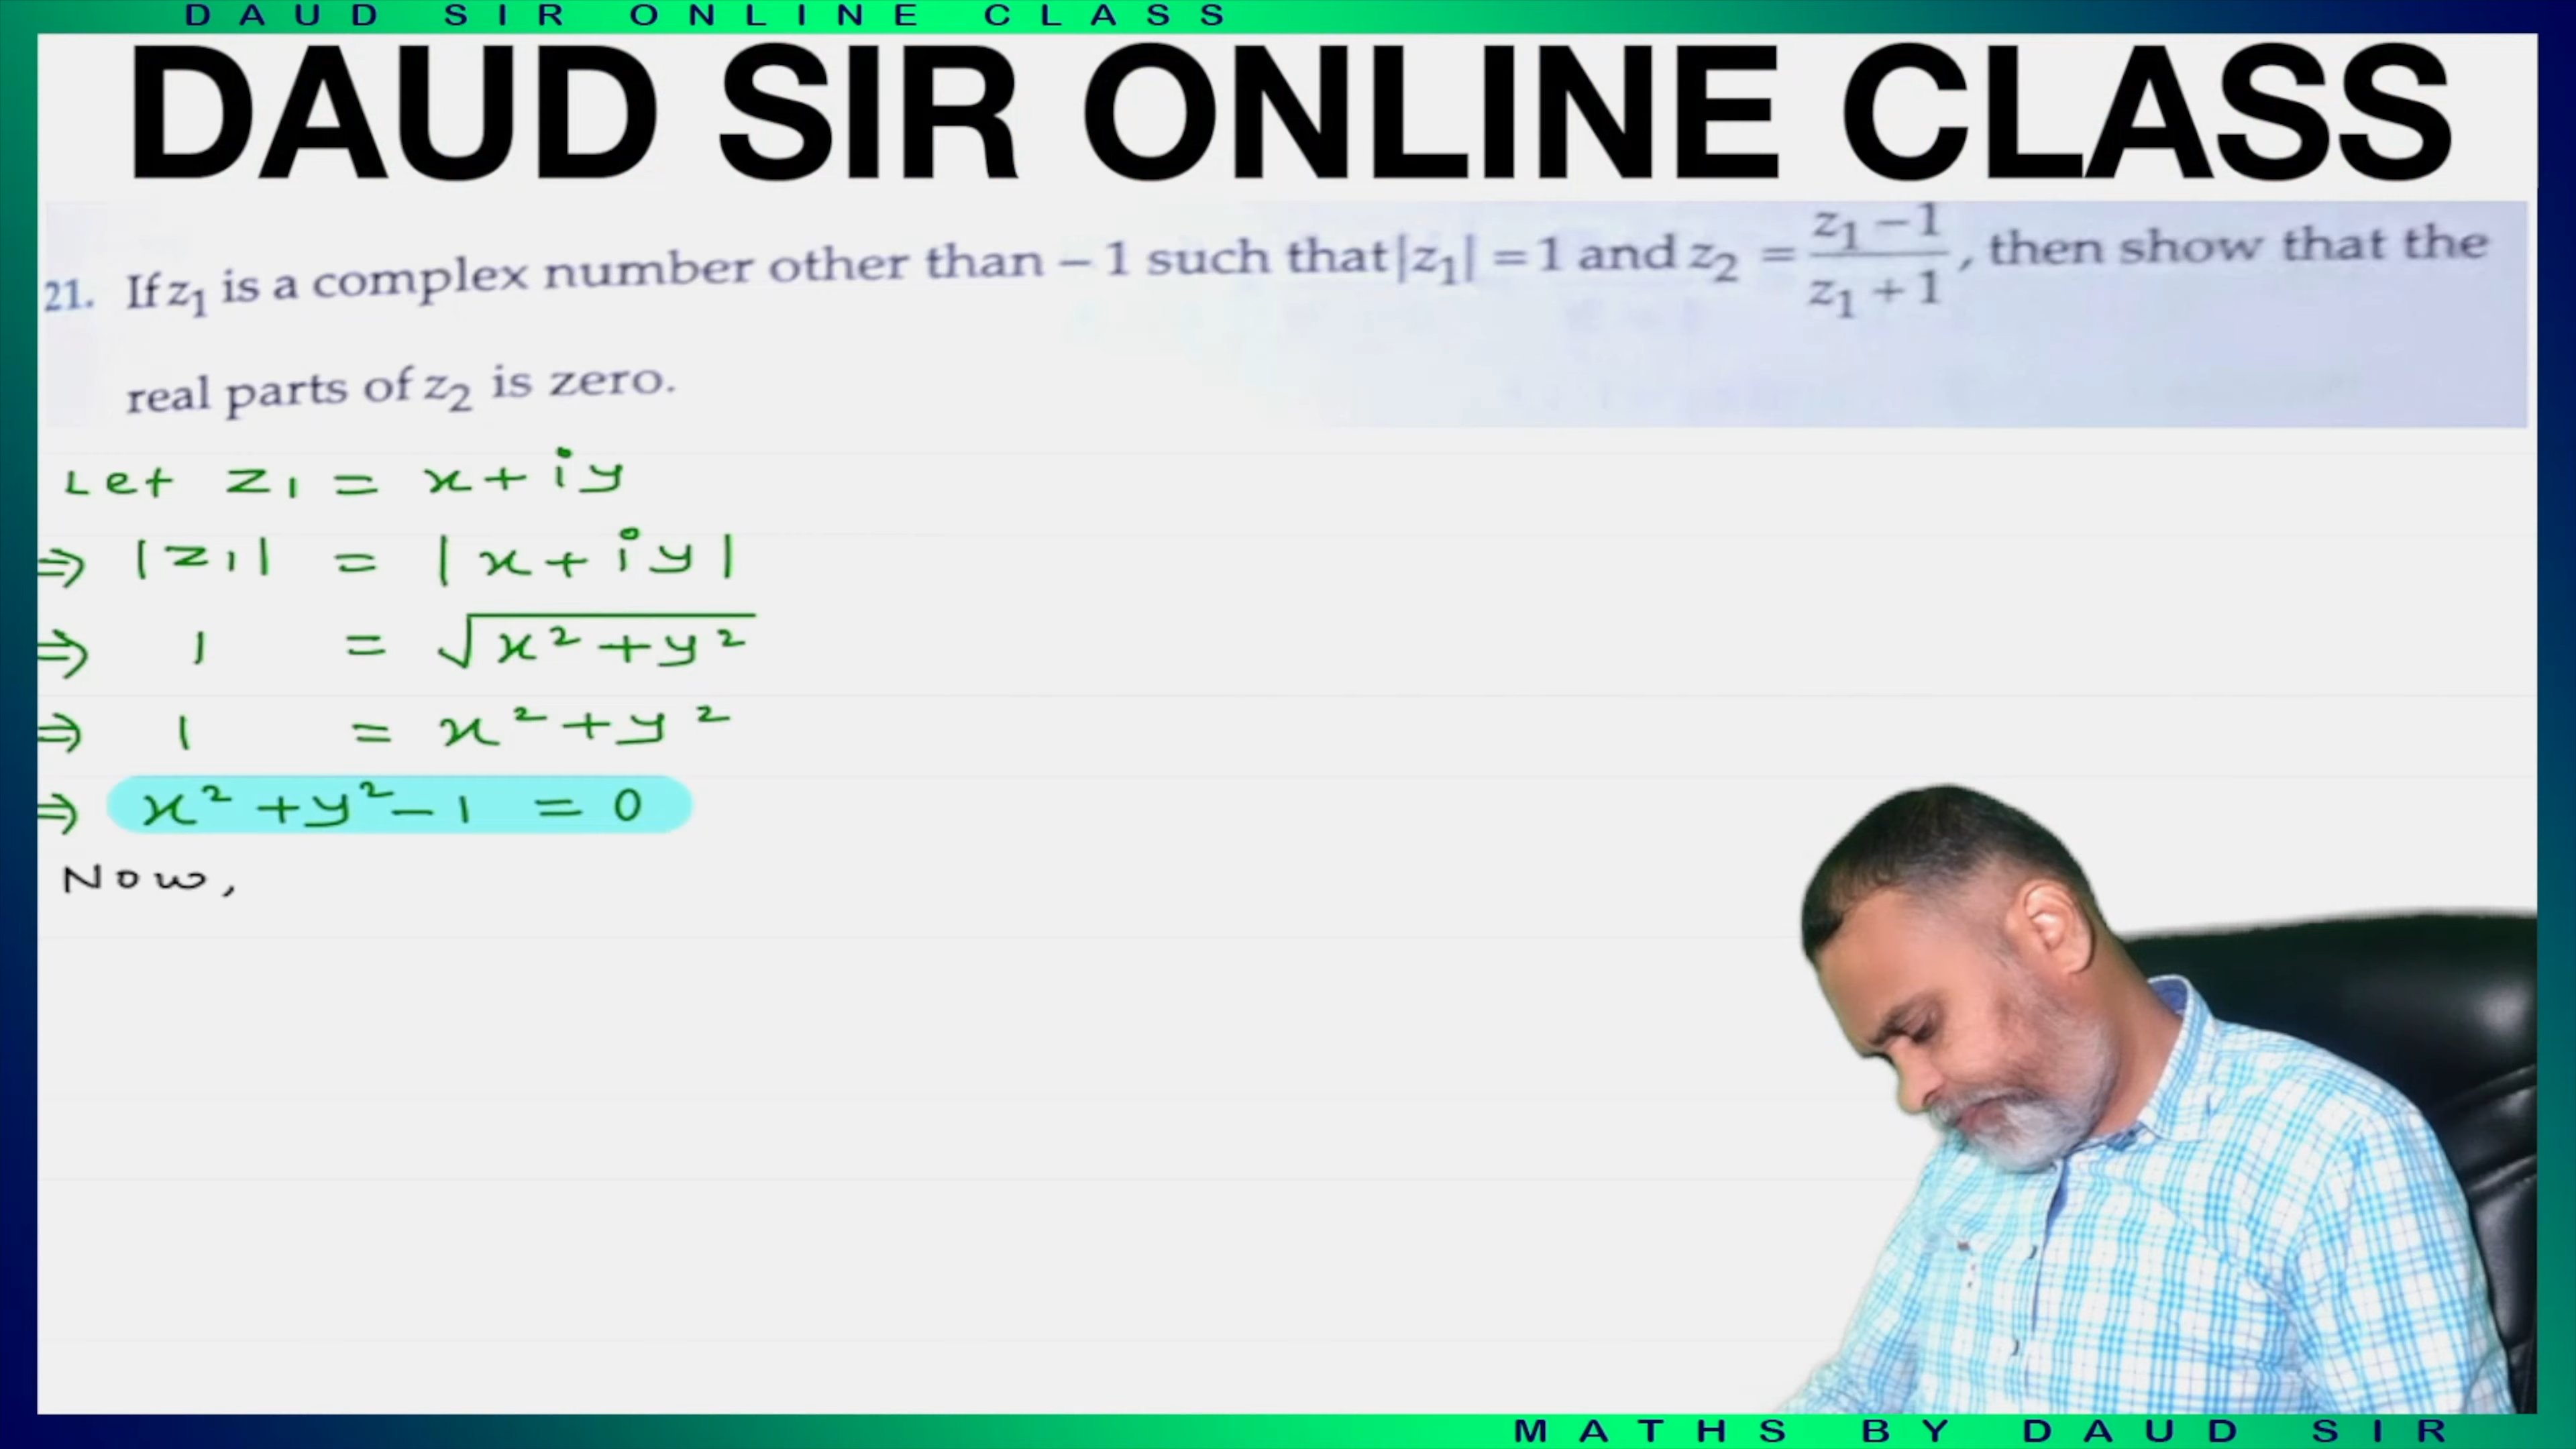 DAUD SIR ONLINE CLASS
DAUD SIR ONLINE CLASS
21. If z₁ is a complex number other than – 1 such that |z₁| = 1 and z₂ = (z₁ – 1)/(z₁ + 1), then show that the
real parts of z₂ is zero.
Let z₁ = x + iy
⇒ |z₁| = |x + iy|
⇒ 1 = √(x² + y²)
⇒ 1 = x² + y²
⇒ x² + y² – 1 = 0
Now,
MATHS BY DAUD SIR